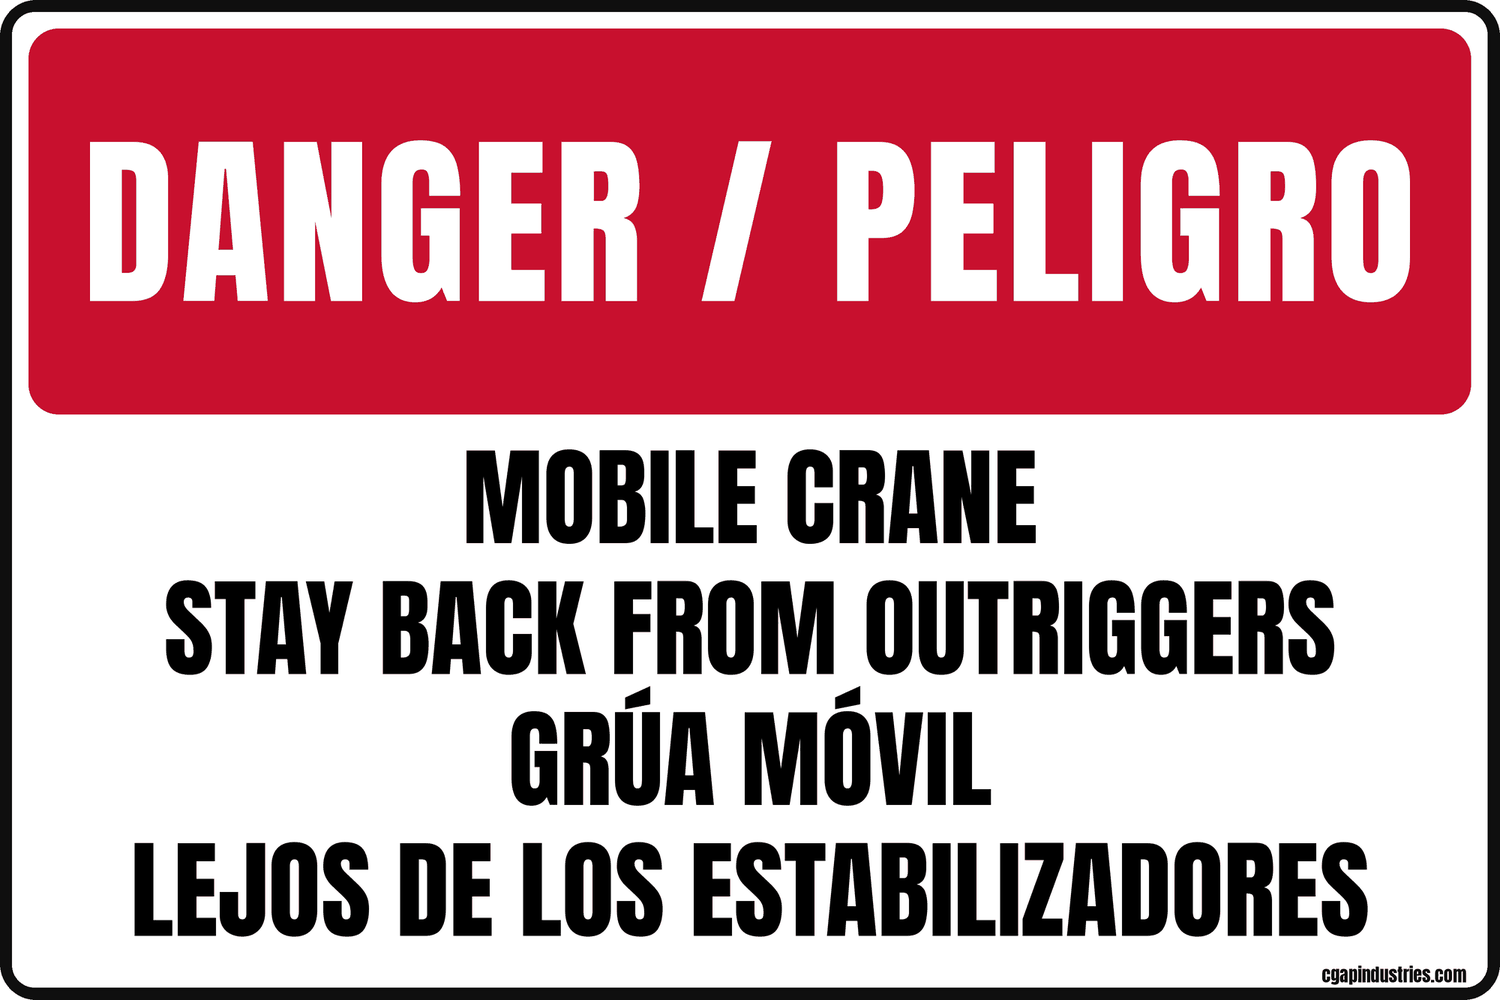 DANGER / PELIGRO
MOBILE CRANE
STAY BACK FROM OUTRIGGERS
GRÚA MÓVIL
LEJOS DE LOS ESTABILIZADORES
cgapindustries.com